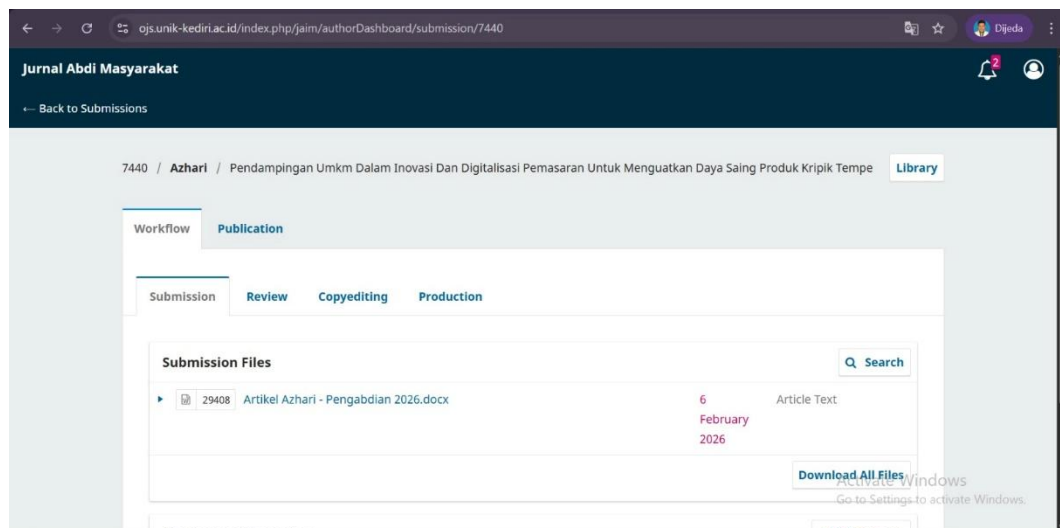 ojs.unik-kediri.ac.id/index.php/jaim/authorDashboard/submission/7440
Dijeda
Jurnal Abdi Masyarakat
2
← Back to Submissions
7440 / Azhari / Pendampingan Umkm Dalam Inovasi Dan Digitalisasi Pemasaran Untuk Menguatkan Daya Saing Produk Kripik Tempe
Library
Workflow
Publication
Submission
Review
Copyediting
Production
Submission Files
Search
29408 Artikel Azhari - Pengabdian 2026.docx
6
February
2026
Article Text
Download All Files
Activate Windows
Go to Settings to activate Windows.